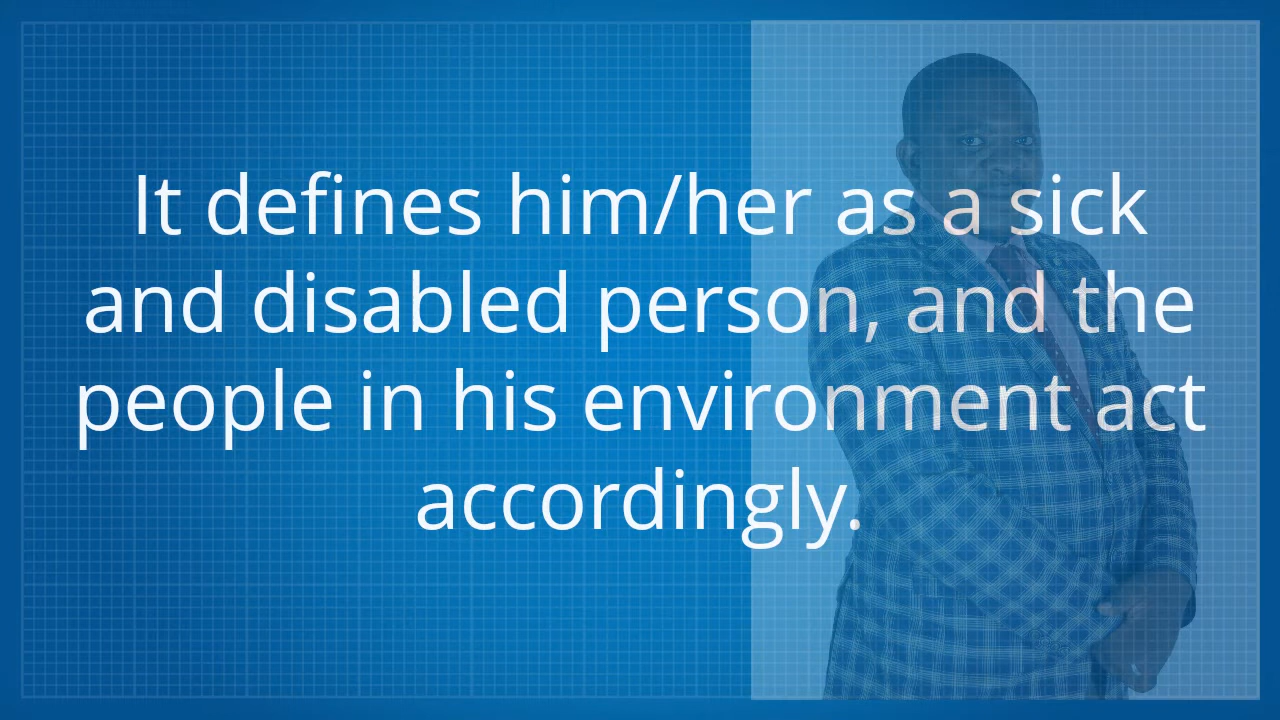 It defines him/her as a sick
and disabled person, and the
people in his environment act
accordingly.